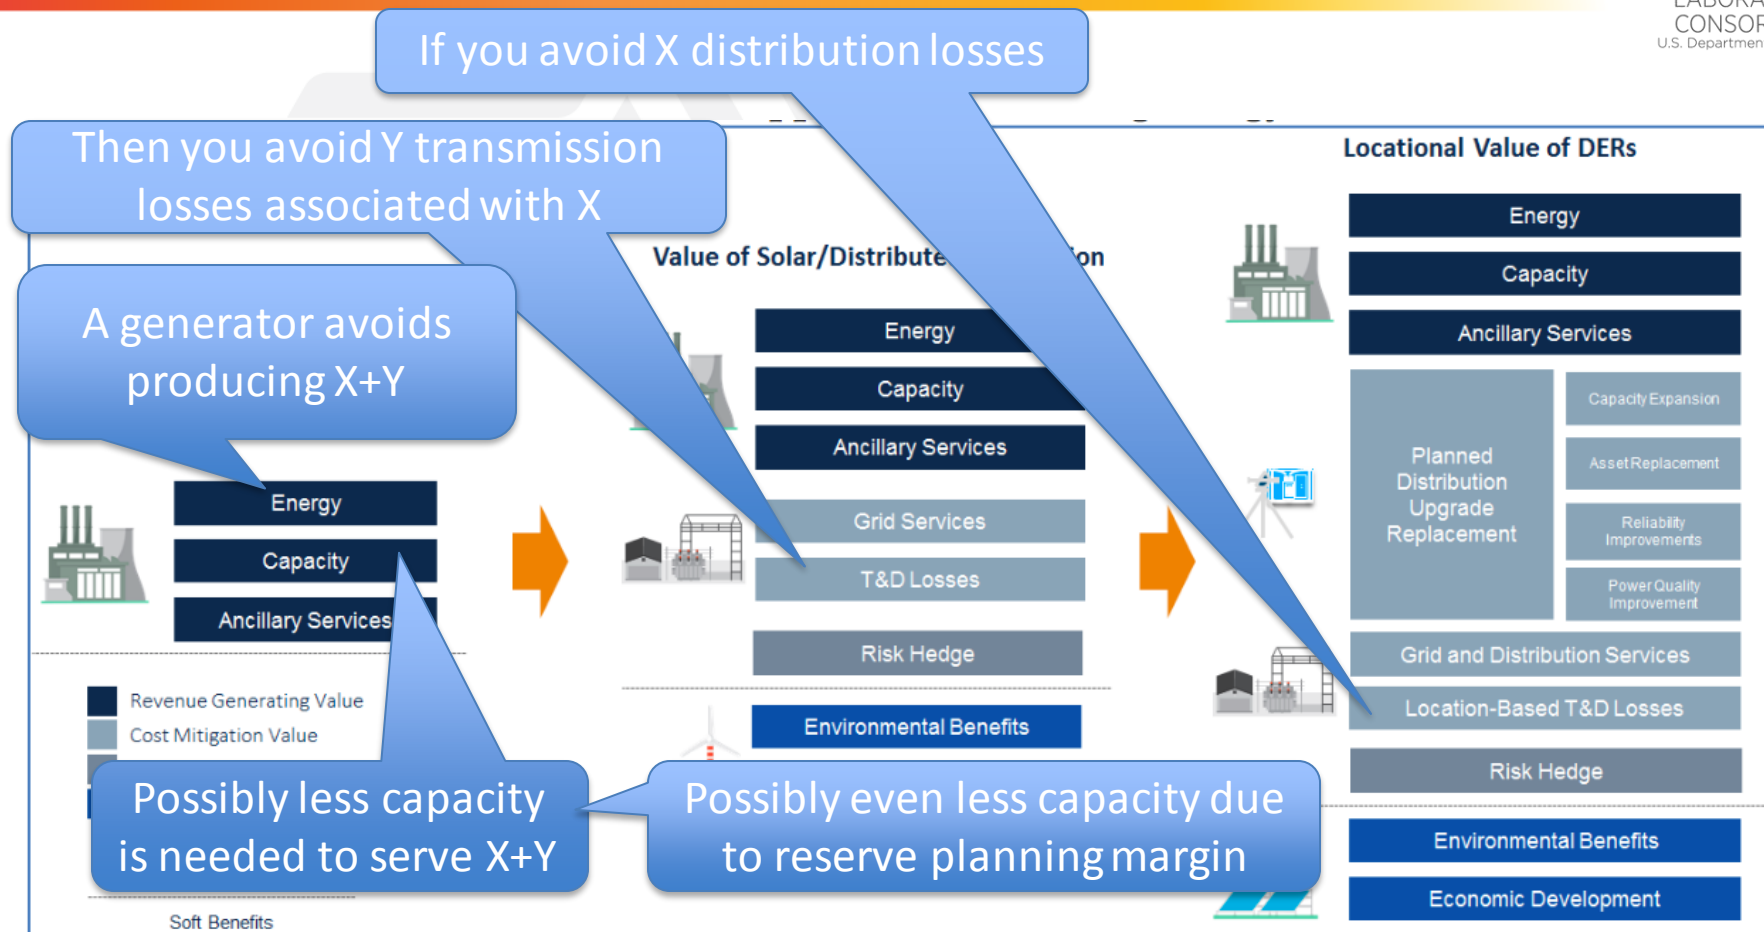 CONSOR
U.S. Departmen
If you avoid X distribution losses
Then you avoid Y transmission
losses associated with X
A generator avoids
producing X+Y
Energy
Capacity
Ancillary Services
Revenue Generating Value
Cost Mitigation Value
Possibly less capacity
is needed to serve X+Y
Soft Benefits
Value of Solar/Distribute
on
Energy
Capacity
Ancillary Services
Grid Services
T&D Losses
Risk Hedge
Environmental Benefits
Possibly even less capacity due
to reserve planning margin
Locational Value of DERs
Energy
Capacity
Ancillary Services
Planned
Distribution
Upgrade
Replacement
Capacity Expansion
Asset Replacement
Reliability
Improvements
Power Quality
Improvement
Grid and Distribution Services
Location-Based T&D Losses
Risk Hedge
Environmental Benefits
Economic Development